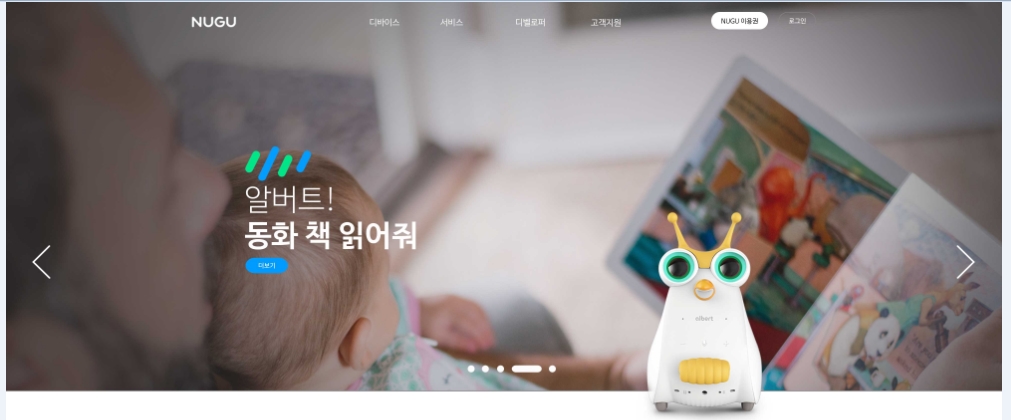 NUGU
디바이스
서비스
디벨로퍼
고객지원
NUGU 이용권
로그인
알버트!
동화 책 읽어줘
더보기
albert